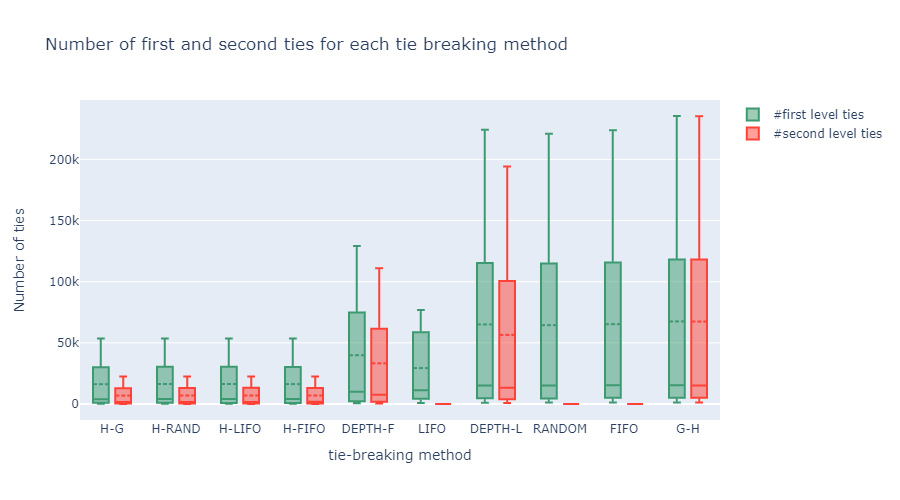 Number of first and second ties for each tie breaking method
#first level ties
#second level ties
200k
150k
100k
50k
0
Number of ties
H-G H-RAND H-LIFO H-FIFO DEPTH-F LIFO DEPTH-L RANDOM FIFO G-H
tie-breaking method